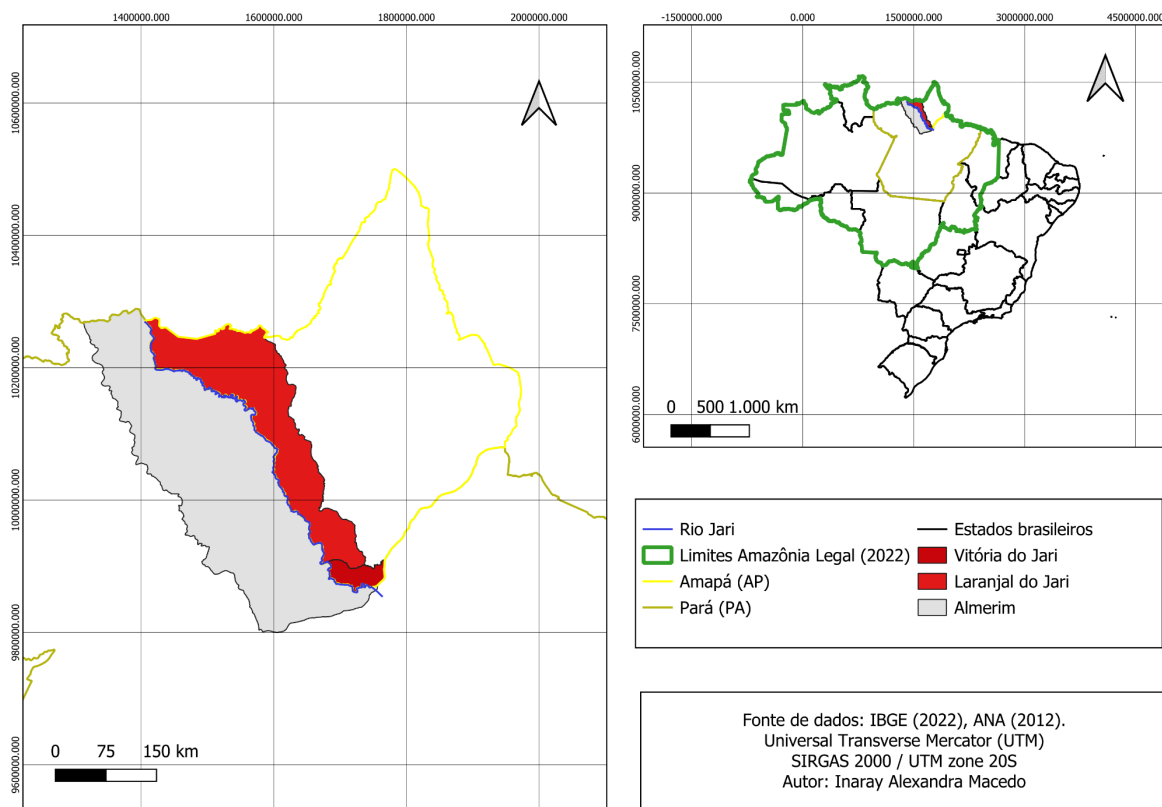 1400000.000 1600000.000 1800000.000 2000000.000
10600000.000
10400000.000
10200000.000
10000000.000
9800000.000
9600000.000
0 75 150 km
-1500000.000 0.000 1500000.000 3000000.000 4500000.000
10500000.000
9000000.000
7500000.000
6000000.000
0 500 1.000 km
Rio Jari
Limites Amazônia Legal (2022)
Amapá (AP)
Pará (PA)
Estados brasileiros
Vitória do Jari
Laranjal do Jari
Almerim
Fonte de dados: IBGE (2022), ANA (2012).
Universal Transverse Mercator (UTM)
SIRGAS 2000 / UTM zone 20S
Autor: Inaray Alexandra Macedo